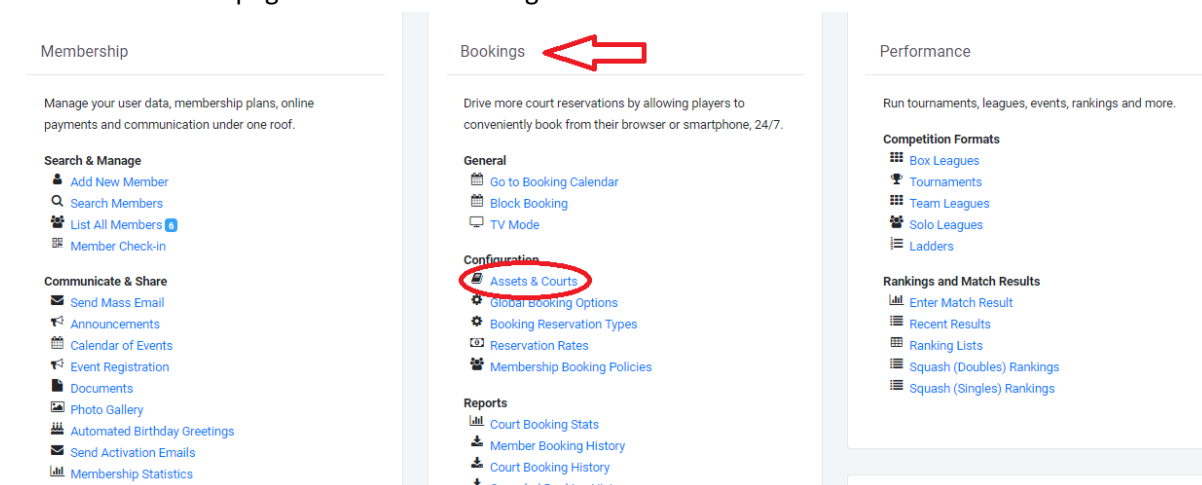 Membership
Manage your user data, membership plans, online
payments and communication under one roof.
Search & Manage
Add New Member
Search Members
List All Members 6
Member Check-in
Communicate & Share
Send Mass Email
Announcements
Calendar of Events
Event Registration
Documents
Photo Gallery
Automated Birthday Greetings
Send Activation Emails
Membership Statistics
Bookings
Drive more court reservations by allowing players to
conveniently book from their browser or smartphone, 24/7.
General
Go to Booking Calendar
Block Booking
TV Mode
Configuration
Assets & Courts
Global Booking Options
Booking Reservation Types
Reservation Rates
Membership Booking Policies
Reports
Court Booking Stats
Member Booking History
Court Booking History
Performance
Run tournaments, leagues, events, rankings and more.
Competition Formats
Box Leagues
Tournaments
Team Leagues
Solo Leagues
Ladders
Rankings and Match Results
Enter Match Result
Recent Results
Ranking Lists
Squash (Doubles) Rankings
Squash (Singles) Rankings